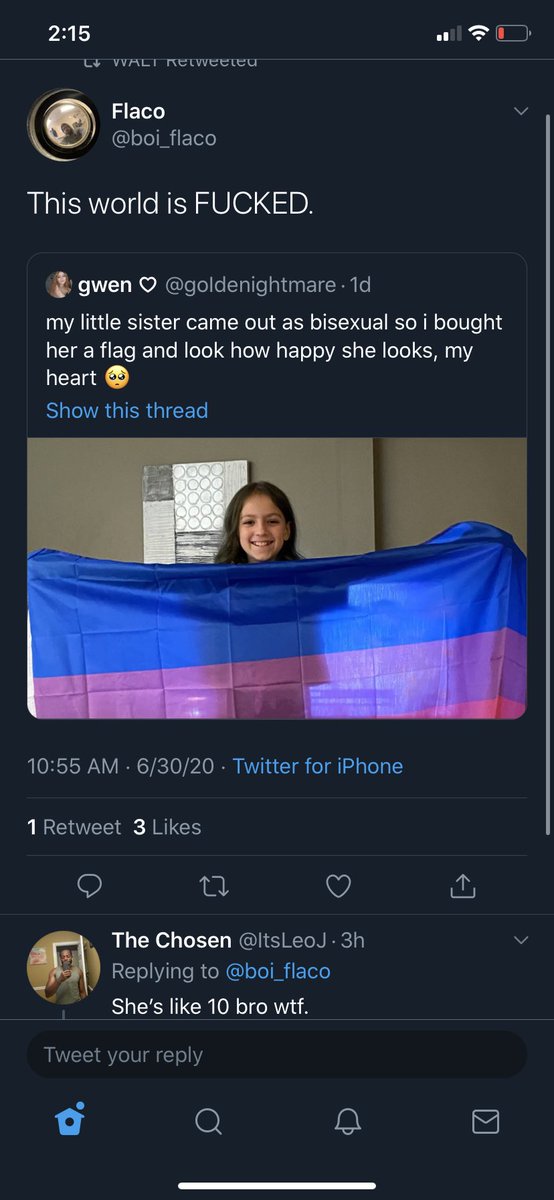 2:15
WALT Retweeted
Flaco
@boi_flaco
This world is FUCKED.
gwen ♡ @goldenightmare · 1d
my little sister came out as bisexual so i bought
her a flag and look how happy she looks, my
heart 🥺
Show this thread
10:55 AM · 6/30/20 · Twitter for iPhone
1 Retweet 3 Likes
The Chosen @ItsLeoJ · 3h
Replying to @boi_flaco
She’s like 10 bro wtf.
Tweet your reply